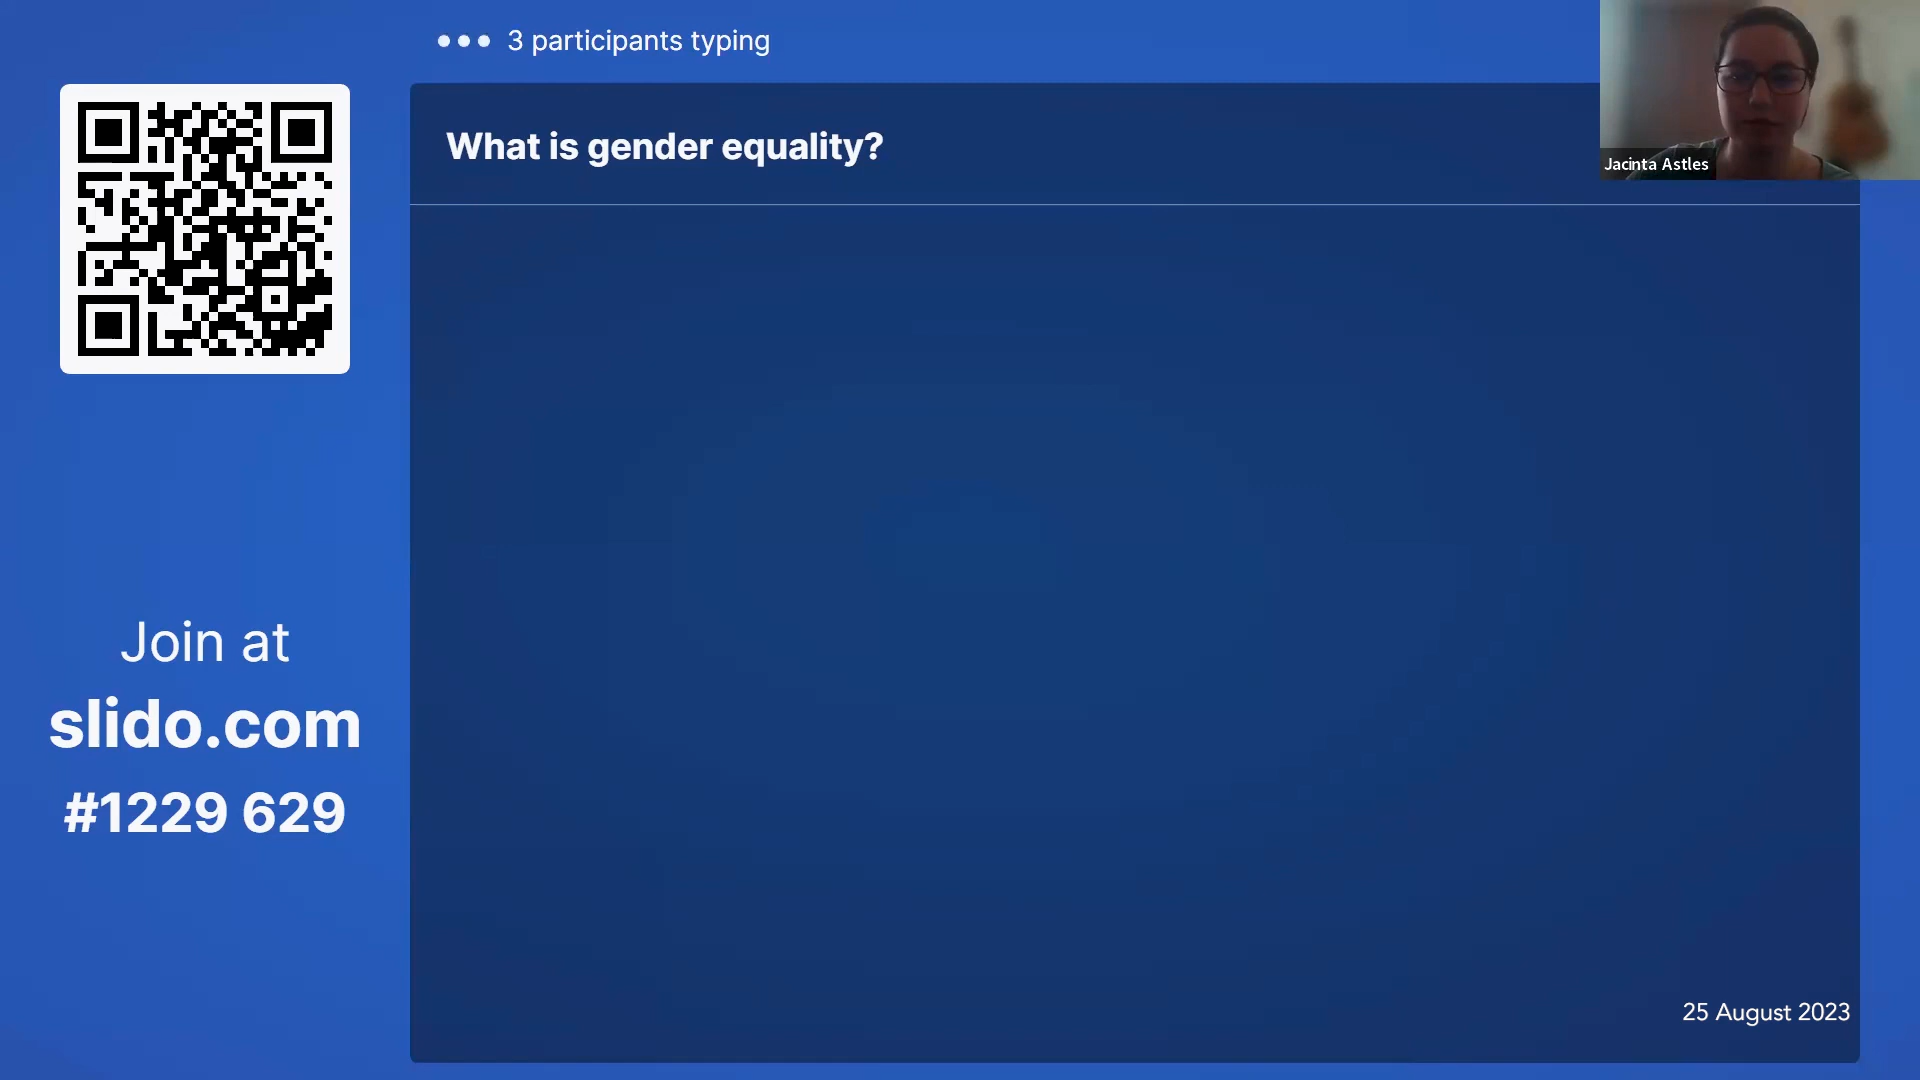 3 participants typing
What is gender equality?
Jacinta Astles
Join at
slido.com
#1229 629
25 August 2023